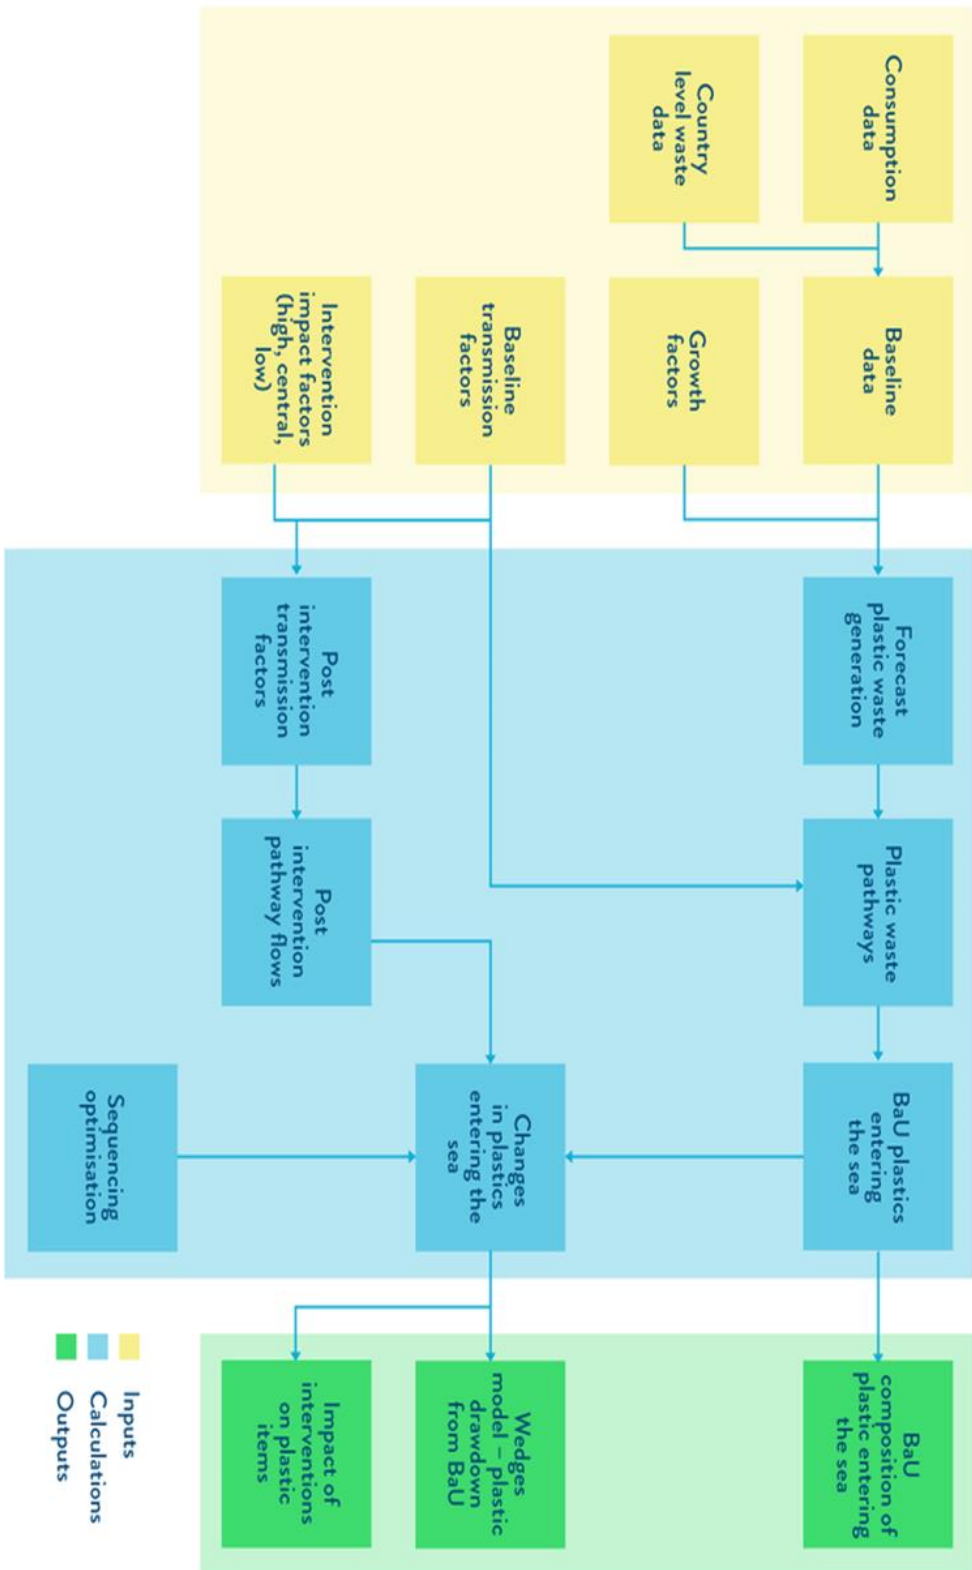 Consumption
data
Country
level waste
data
Baseline
data
Growth
factors
Baseline
transmission
factors
Intervention
impact factors
(high, central,
low)
Forecast
plastic waste
generation
Plastic waste
pathways
BaU plastics
entering
the sea
Post
intervention
transmission
factors
Post
intervention
pathway flows
Changes
in plastics
entering the
sea
Sequencing
optimisation
BaU
composition of
plastic entering
the sea
Wedges
model – plastic
drawdown
from BaU
Impact of
interventions
on plastic
items
Inputs
Calculations
Outputs